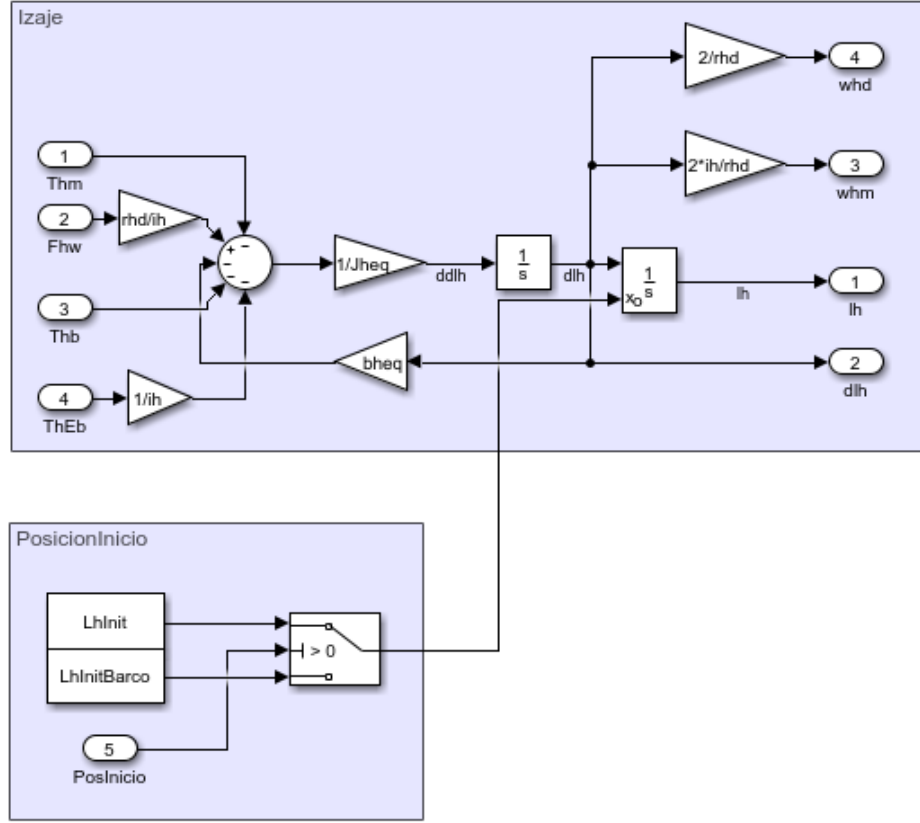 Izaje
2/rhd
4
whd
1
Thm
2*ih/rhd
3
whm
2
Fhw
rhd/ih
+
-
-
-
-
1/Jheq
ddlh
1
s
dlh
xo
1
s
lh
1
lh
3
Thb
bheq
2
dlh
4
ThEb
1/ih
PosicionInicio
LhInit
> 0
LhInitBarco
5
PosInicio